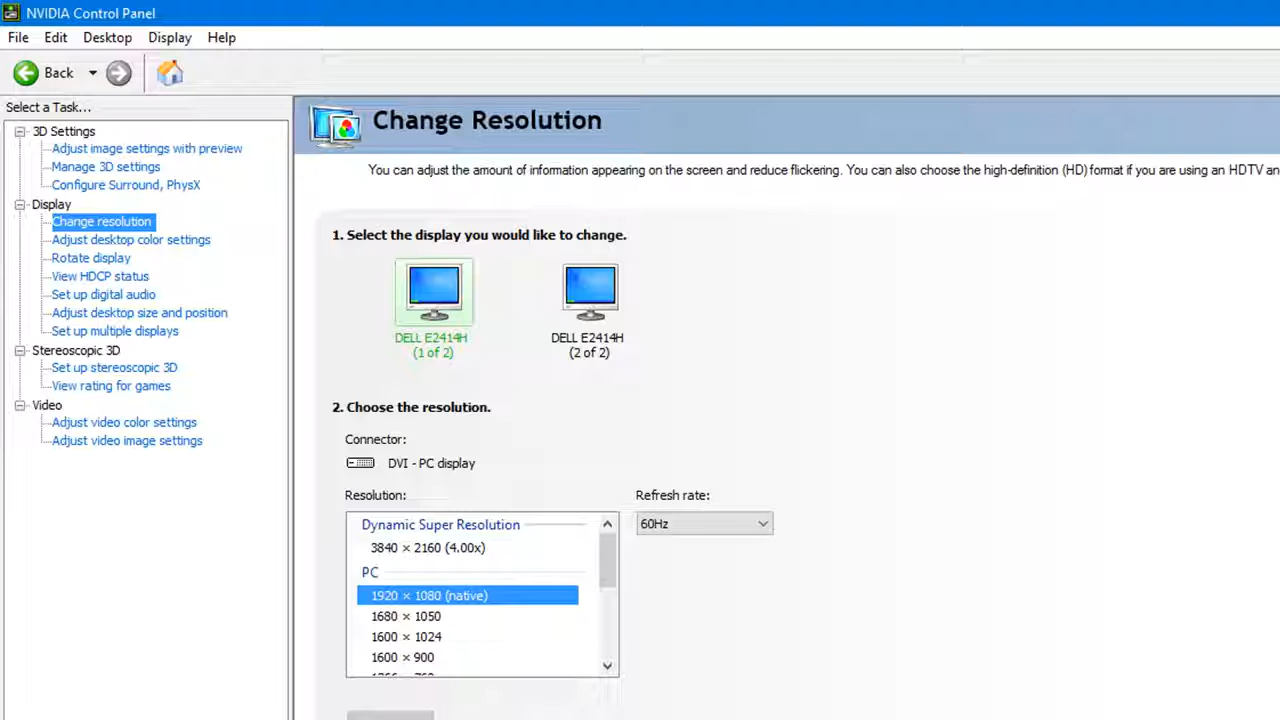 NVIDIA Control Panel
File Edit Desktop Display Help
Back
Select a Task...
3D Settings
Adjust image settings with preview
Manage 3D settings
Configure Surround, PhysX
Display
Change resolution
Adjust desktop color settings
Rotate display
View HDCP status
Set up digital audio
Adjust desktop size and position
Set up multiple displays
Stereoscopic 3D
Set up stereoscopic 3D
View rating for games
Video
Adjust video color settings
Adjust video image settings
Change Resolution
You can adjust the amount of information appearing on the screen and reduce flickering. You can also choose the high-definition (HD) format if you are using an HDTV an
1. Select the display you would like to change.
DELL E2414H
(1 of 2)
DELL E2414H
(2 of 2)
2. Choose the resolution.
Connector:
DVI - PC display
Resolution:
Dynamic Super Resolution
3840 × 2160 (4.00x)
PC
1920 × 1080 (native)
1680 × 1050
1600 × 1024
1600 × 900
Refresh rate:
60Hz